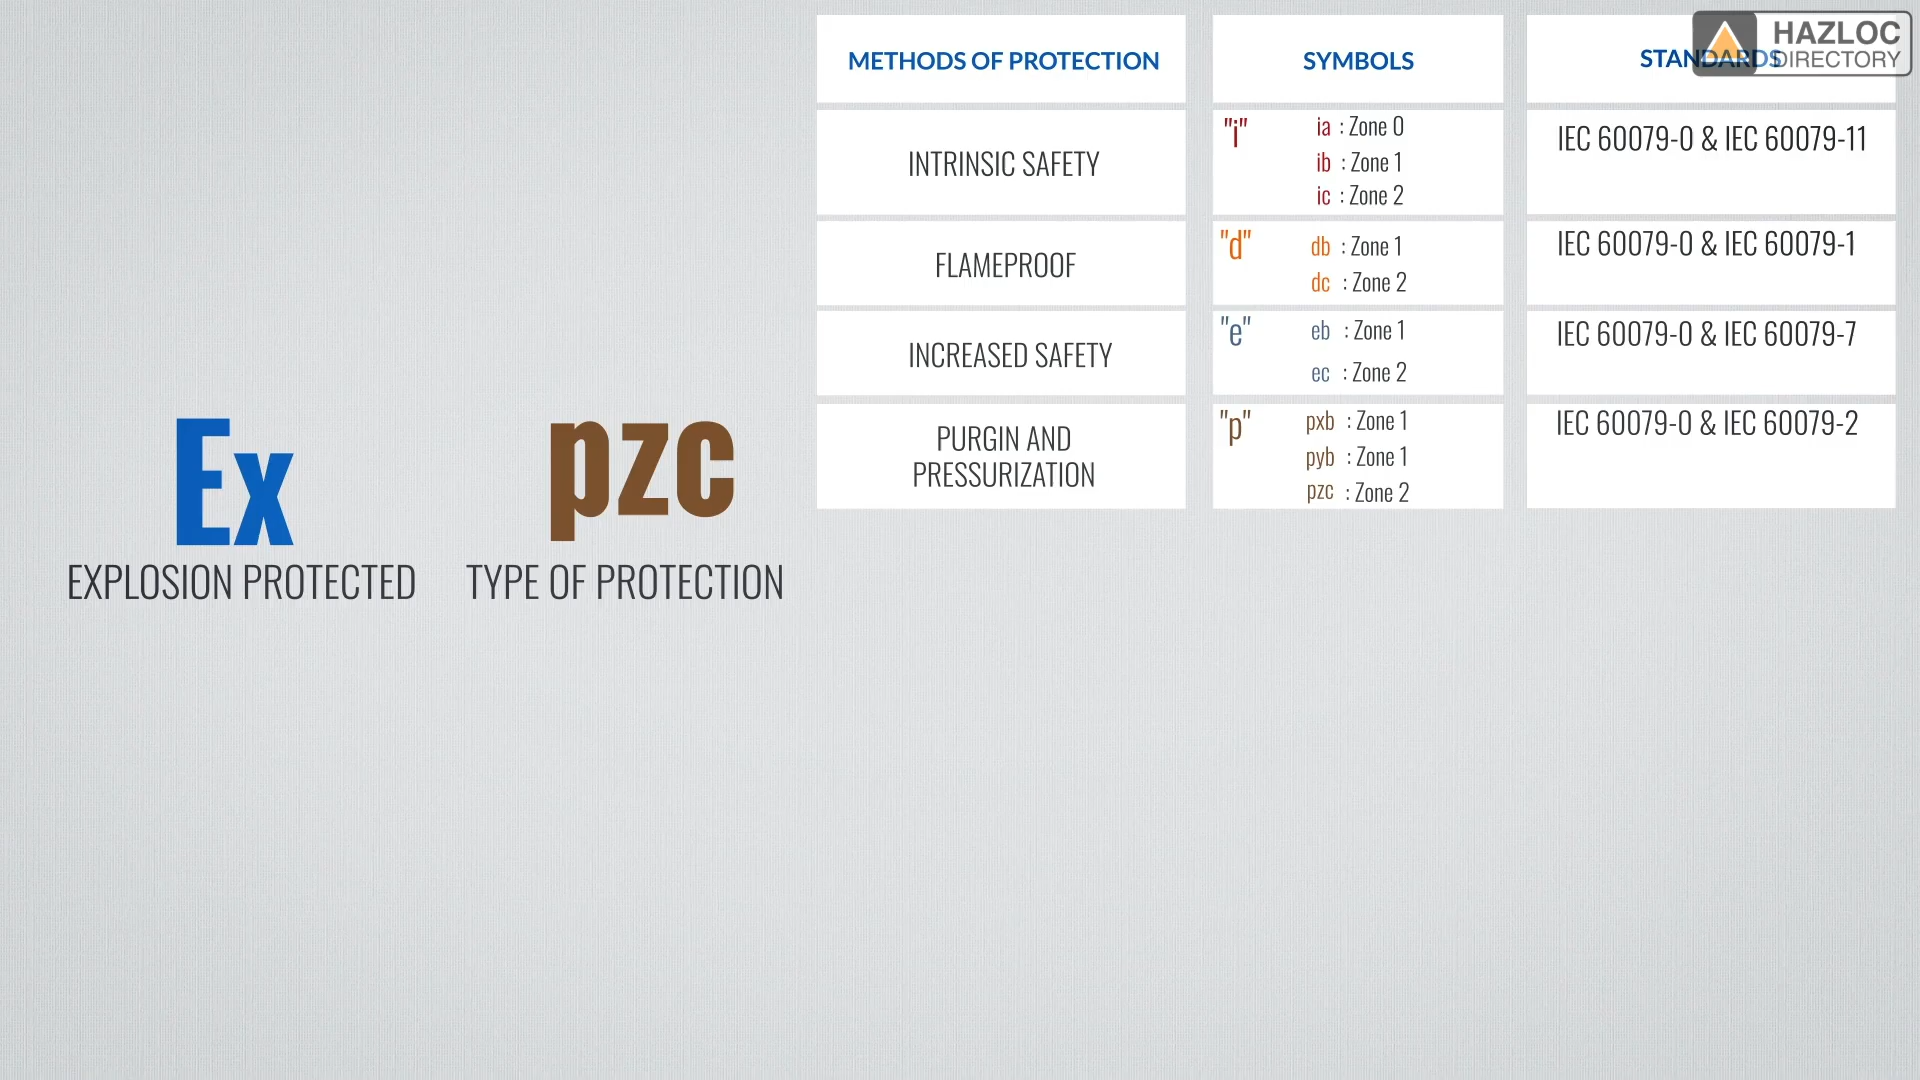 METHODS OF PROTECTION
SYMBOLS
STANDARDS
HAZLOC
DIRECTORY
INTRINSIC SAFETY
"i"
ia : Zone 0
ib : Zone 1
ic : Zone 2
IEC 60079-0 & IEC 60079-11
FLAMEPROOF
"d"
db : Zone 1
dc : Zone 2
IEC 60079-0 & IEC 60079-1
INCREASED SAFETY
"e"
eb : Zone 1
ec : Zone 2
IEC 60079-0 & IEC 60079-7
PURGIN AND
PRESSURIZATION
"p"
pxb : Zone 1
pyb : Zone 1
pzc : Zone 2
IEC 60079-0 & IEC 60079-2
Ex
EXPLOSION PROTECTED
pzc
TYPE OF PROTECTION